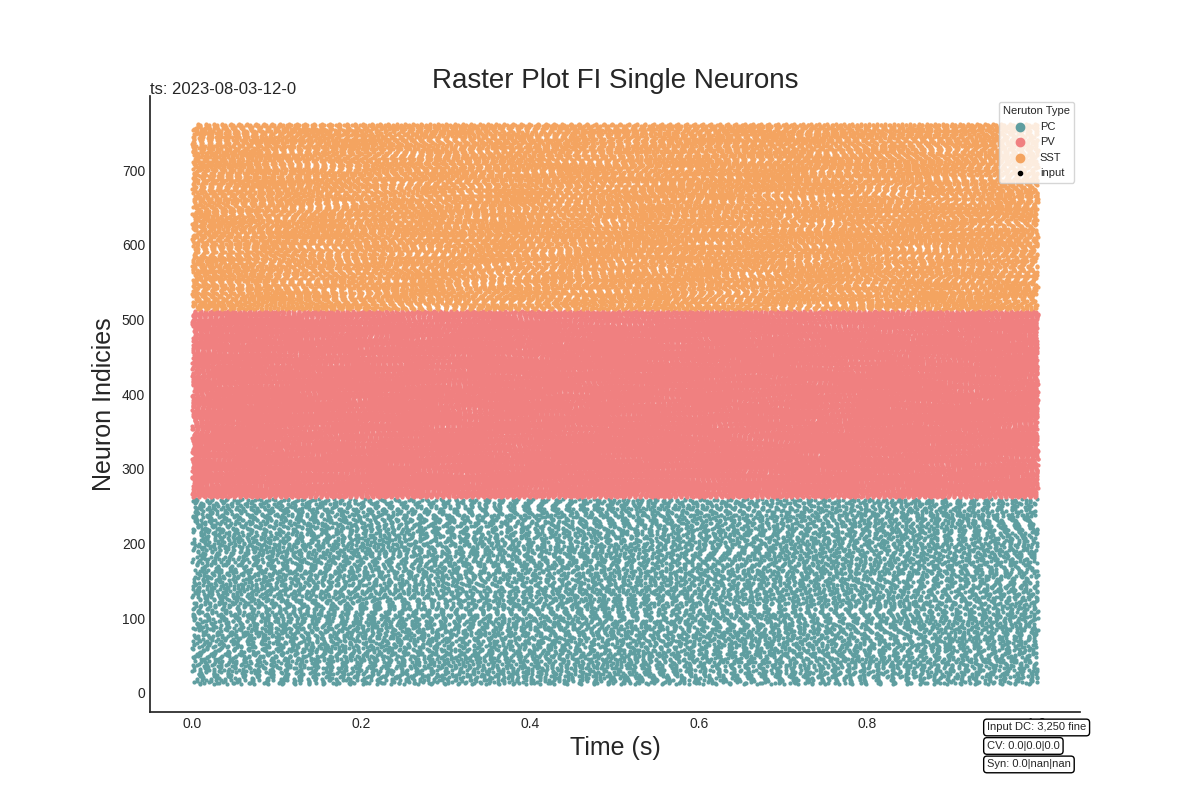 Raster Plot FI Single Neurons
ts: 2023-08-03-12-0
Neruton Type
PC
PV
SST
input
Neuron Indicies
700
600
500
400
300
200
100
0
0.0
0.2
0.4
0.6
0.8
Time (s)
Input DC: 3,250 fine
CV: 0.0|0.0|0.0
Syn: 0.0|nan|nan